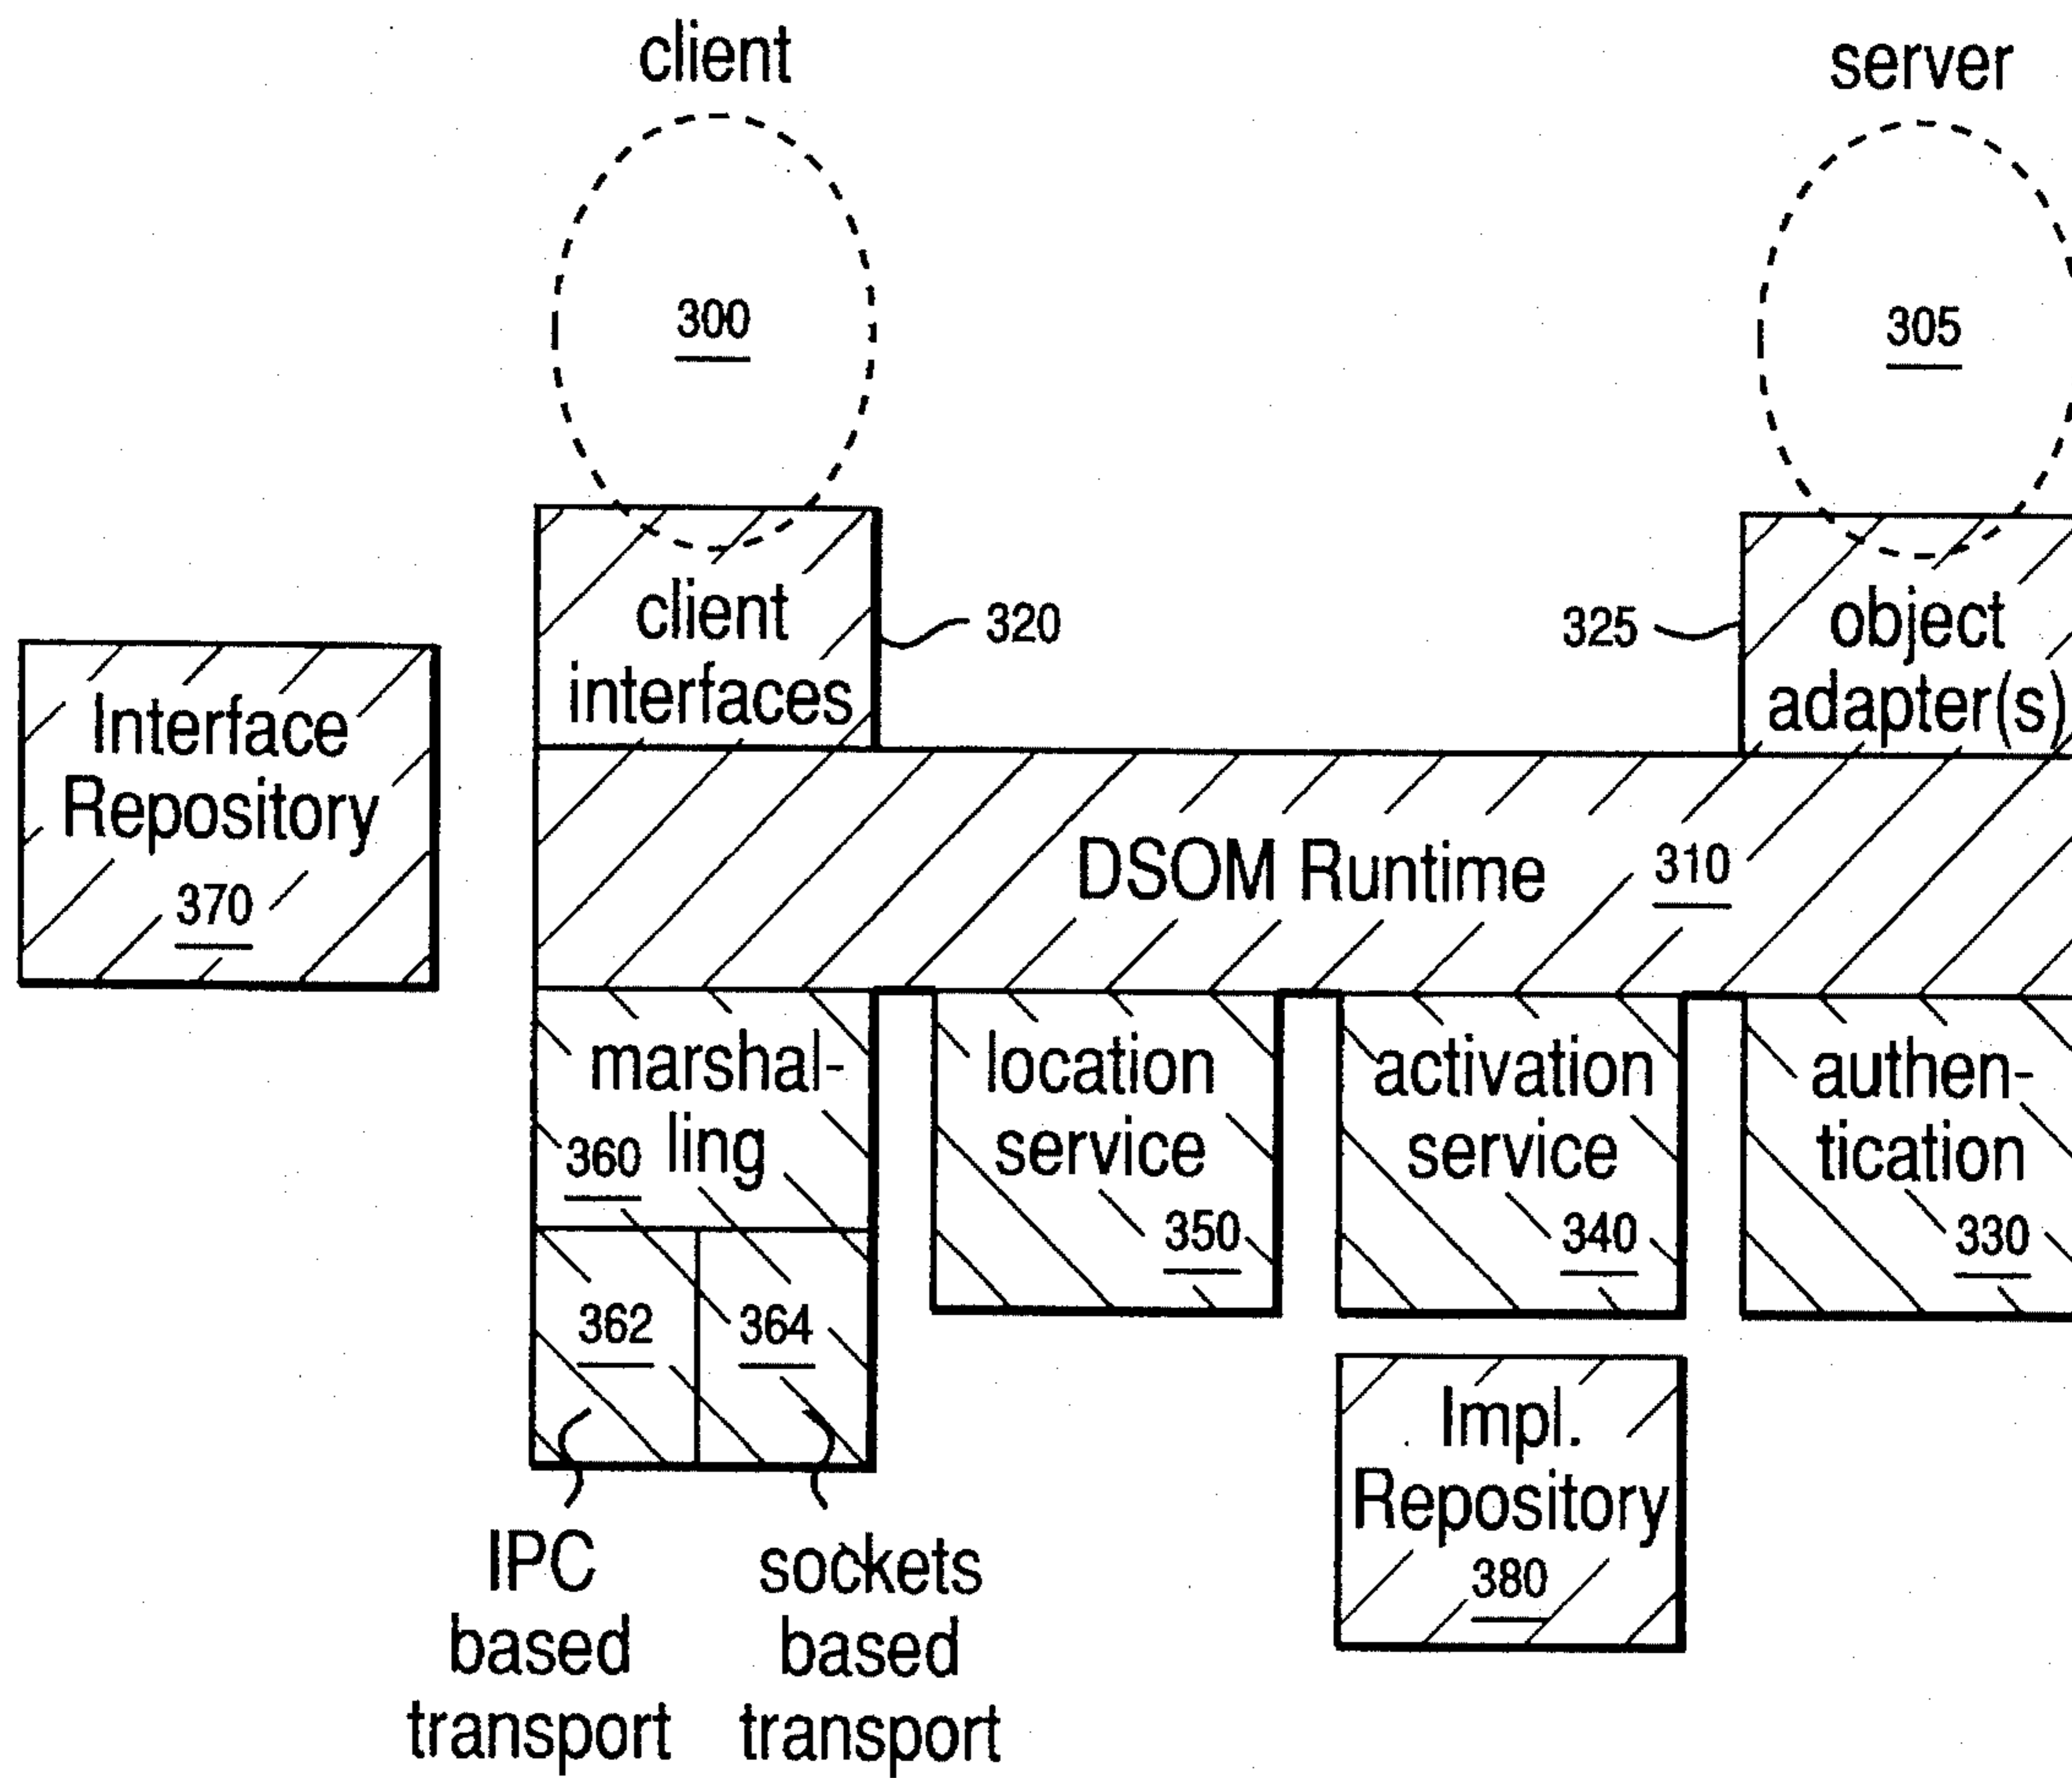 client
server
300
305
client
interfaces
320
325
object
adapter(s)
Interface
Repository
370
DSOM Runtime 310
marshal-
ling
360
location
service
350
activation
service
340
authen-
tication
330
362
364
Impl.
Repository
380
IPC
based
transport
sockets
based
transport